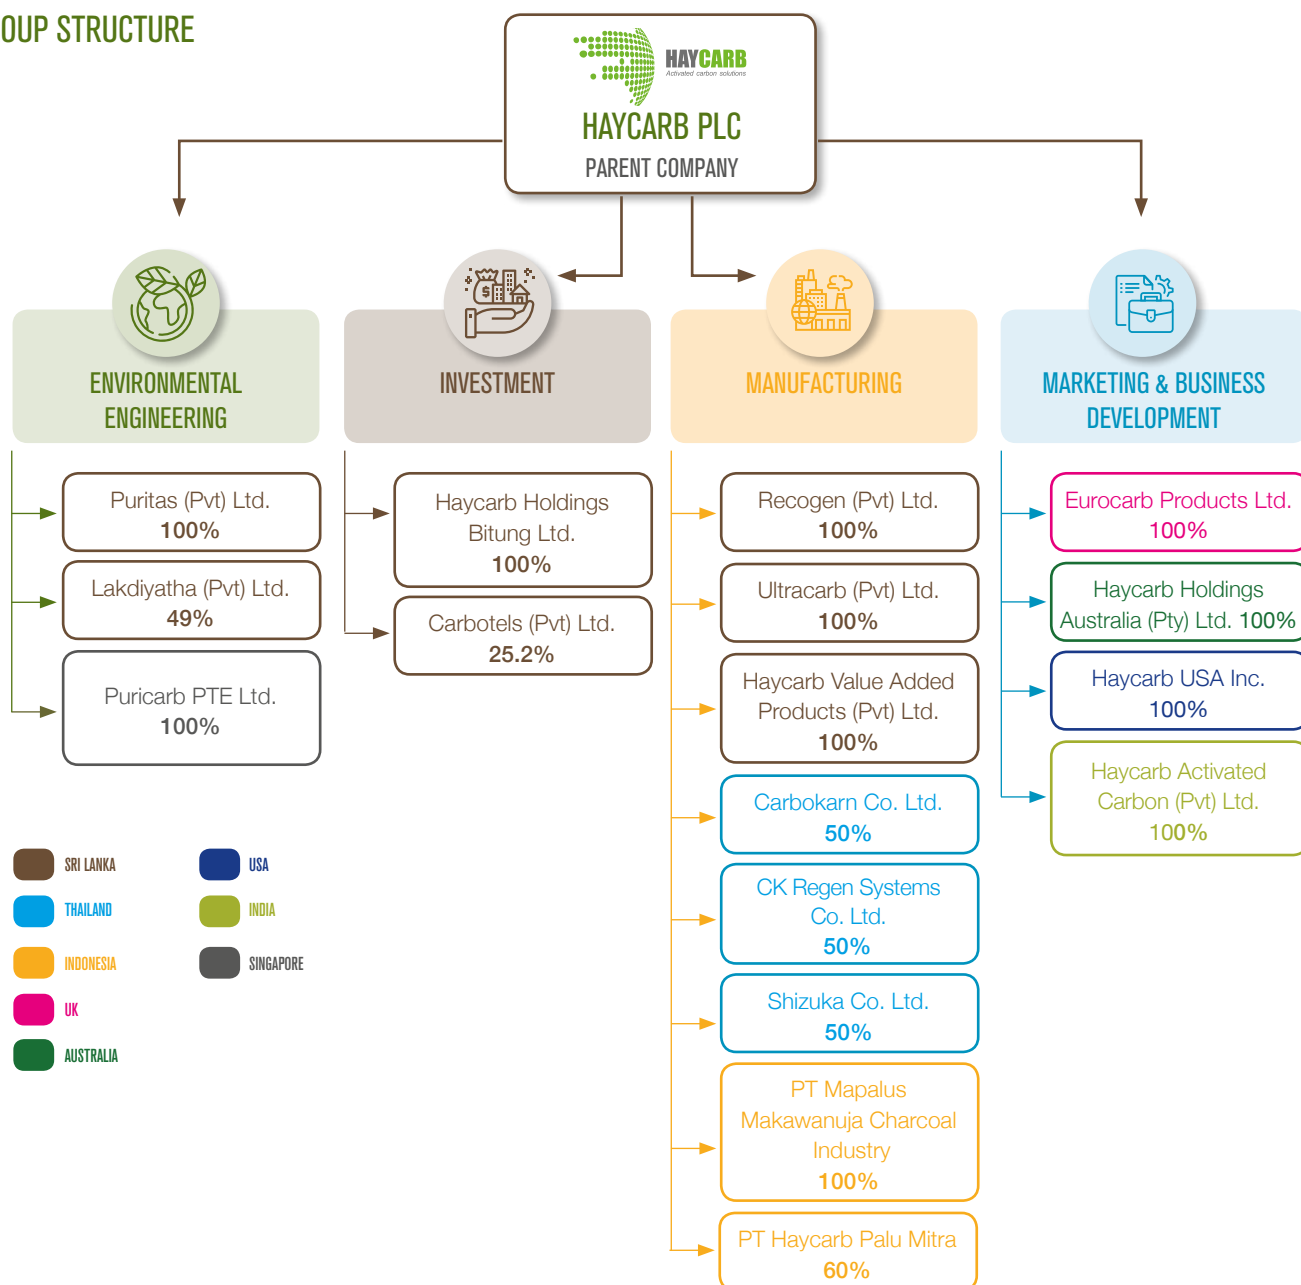 OUP STRUCTURE
HAYCARB
Activated carbon solutions
HAYCARB PLC
PARENT COMPANY
ENVIRONMENTAL
ENGINEERING
Puritas (Pvt) Ltd.
100%
Lakdiyatha (Pvt) Ltd.
49%
Puricarb PTE Ltd.
100%
INVESTMENT
Haycarb Holdings
Bitung Ltd.
100%
Carbotels (Pvt) Ltd.
25.2%
MANUFACTURING
Recogen (Pvt) Ltd.
100%
Ultracarb (Pvt) Ltd.
100%
Haycarb Value Added
Products (Pvt) Ltd.
100%
Carbokarn Co. Ltd.
50%
CK Regen Systems
Co. Ltd.
50%
Shizuka Co. Ltd.
50%
PT Mapalus
Makawanuja Charcoal
Industry
100%
PT Haycarb Palu Mitra
60%
MARKETING & BUSINESS
DEVELOPMENT
Eurocarb Products Ltd.
100%
Haycarb Holdings
Australia (Pty) Ltd. 100%
Haycarb USA Inc.
100%
Haycarb Activated
Carbon (Pvt) Ltd.
100%
SRI LANKA
THAILAND
INDONESIA
UK
AUSTRALIA
USA
INDIA
SINGAPORE